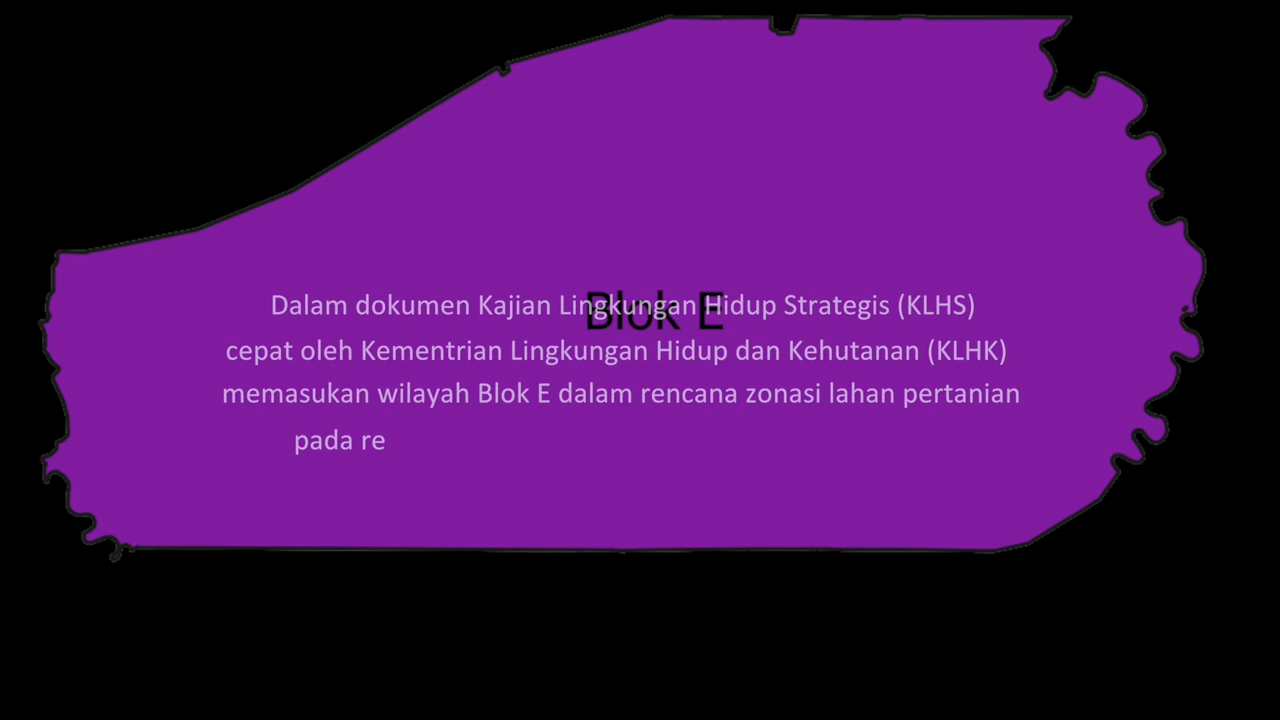 Dalam dokumen Kajian Lingkungan Hidup Strategis (KLHS)
Blok E
cepat oleh Kementrian Lingkungan Hidup dan Kehutanan (KLHK)
memasukan wilayah Blok E dalam rencana zonasi lahan pertanian
pada re